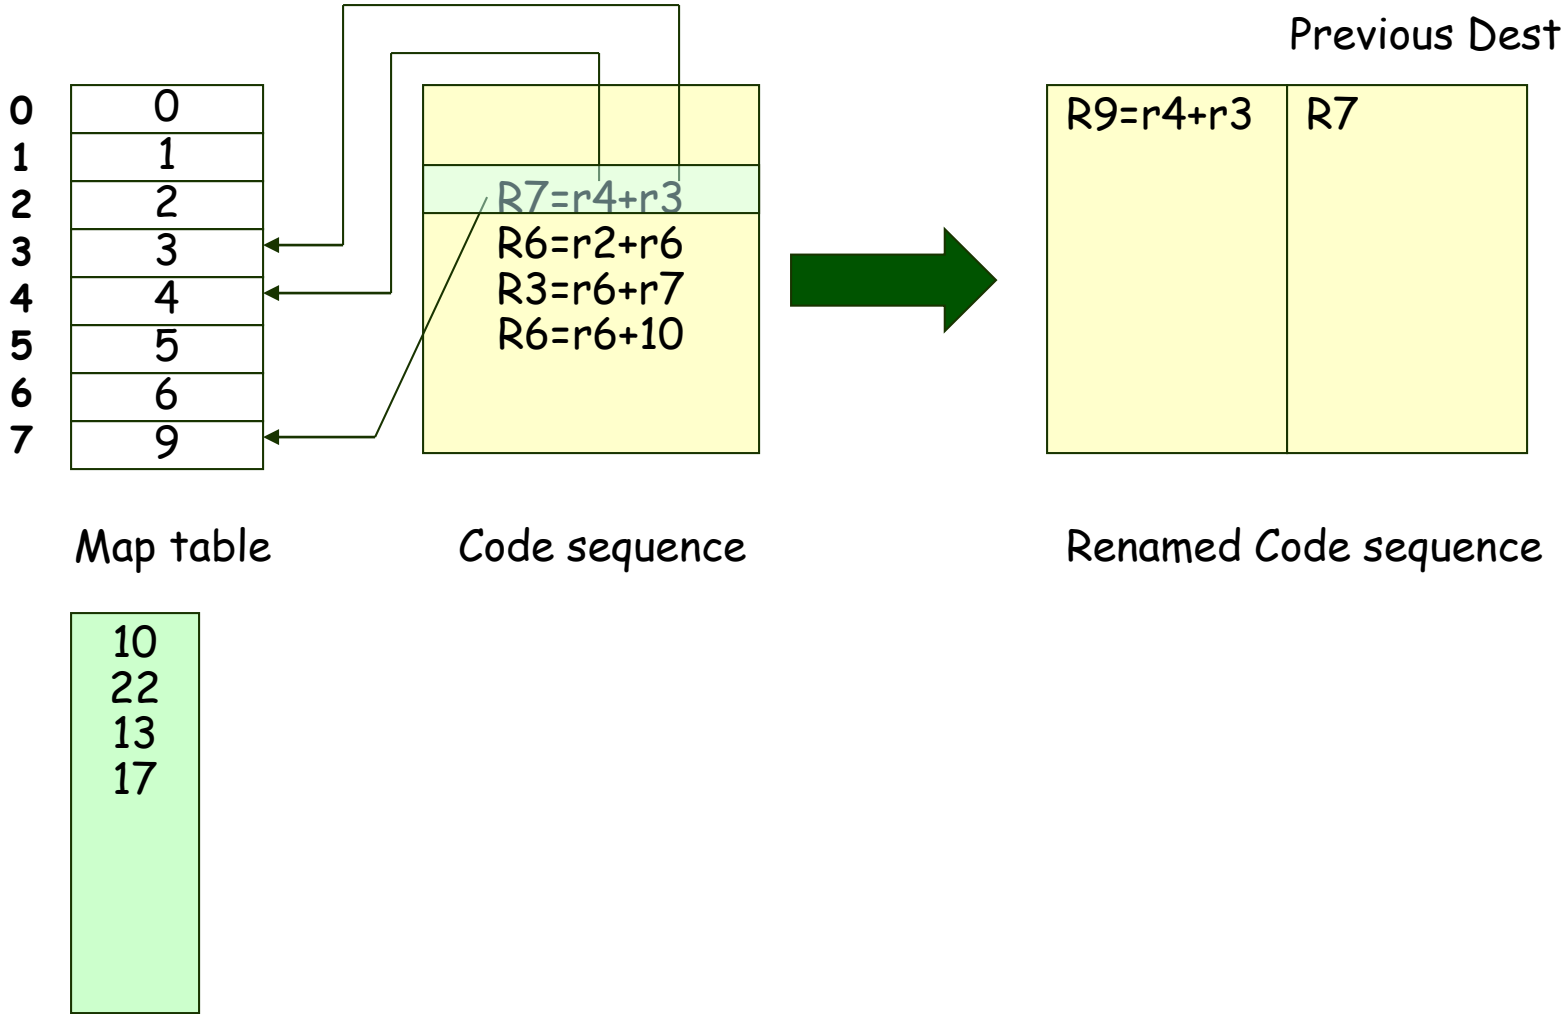 Previous Dest
0 0
1 1
2 2
3 3
4 4
5 5
6 6
7 9
R7=r4+r3
R6=r2+r6
R3=r6+r7
R6=r6+10
R9=r4+r3 R7
Map table
Code sequence
Renamed Code sequence
10
22
13
17